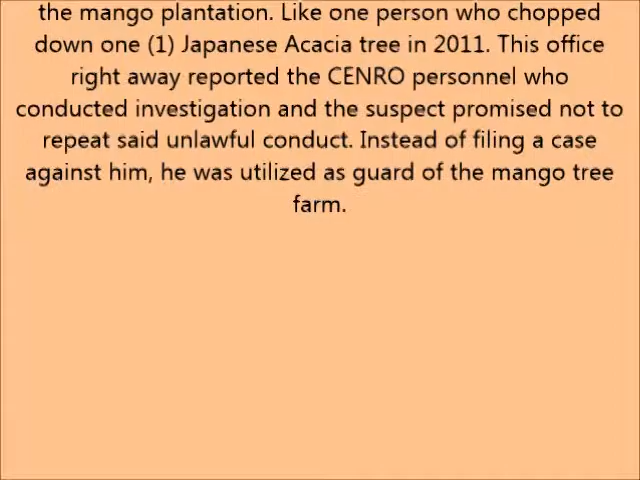 the mango plantation. Like one person who chopped
down one (1) Japanese Acacia tree in 2011. This office
right away reported the CENRO personnel who
conducted investigation and the suspect promised not to
repeat said unlawful conduct. Instead of filing a case
against him, he was utilized as guard of the mango tree
farm.